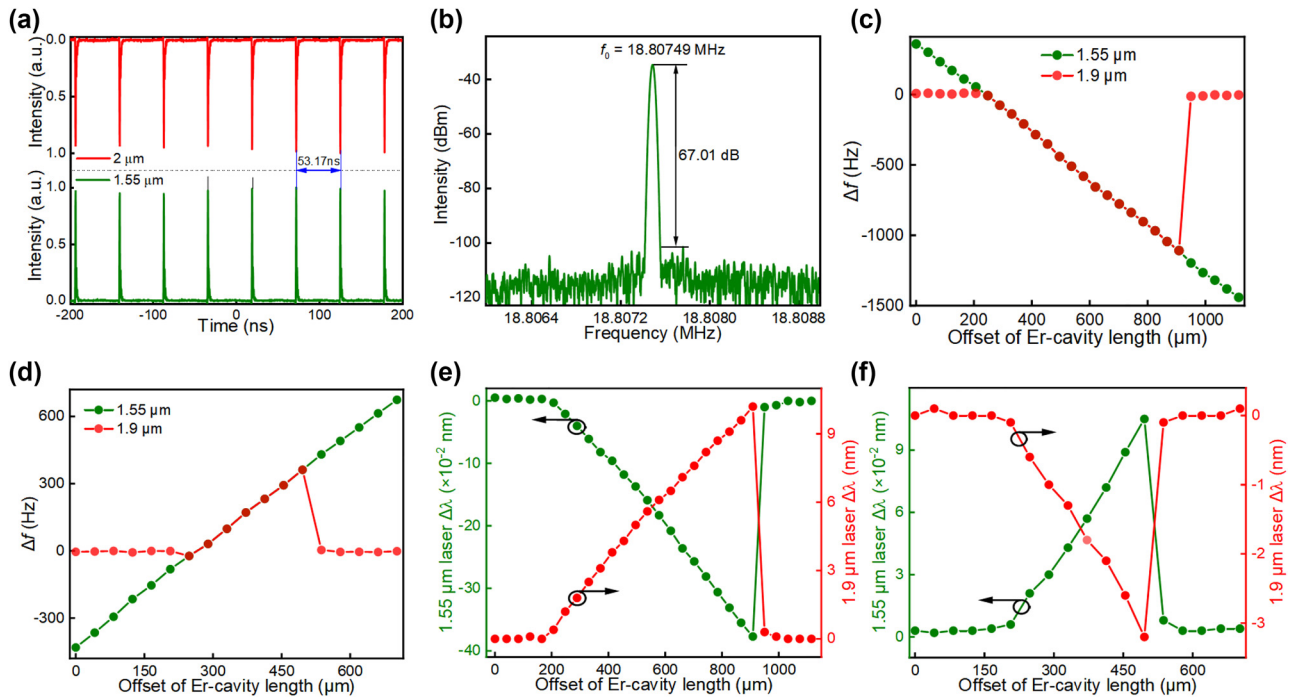 (a)
-0.0
0.5
1.0
Intensity (a.u.)
2 μm
53.17ns
1.55 μm
1.0
0.5
0.0
Intensity (a.u.)
-200
-100
0
100
200
Time (ns)
(b)
f0 = 18.80749 MHz
-40
-60
-80
-100
-120
Intensity (dBm)
67.01 dB
18.8064
18.8072
18.8080
18.8088
Frequency (MHz)
(c)
1.55 μm
1.9 μm
0
-500
-1000
-1500
Δf (Hz)
0
200
400
600
800
1000
Offset of Er-cavity length (μm)
(d)
1.55 μm
1.9 μm
600
300
0
-300
Δf (Hz)
0
150
300
450
600
Offset of Er-cavity length (μm)
(e)
0
-10
-20
-30
-40
1.55 μm laser Δλ (×10⁻² nm)
9
6
3
0
1.9 μm laser Δλ (nm)
0
200
400
600
800
1000
Offset of Er-cavity length (μm)
(f)
9
6
3
0
1.55 μm laser Δλ (×10⁻² nm)
0
-1
-2
-3
1.9 μm laser Δλ (nm)
0
150
300
450
600
Offset of Er-cavity length (μm)